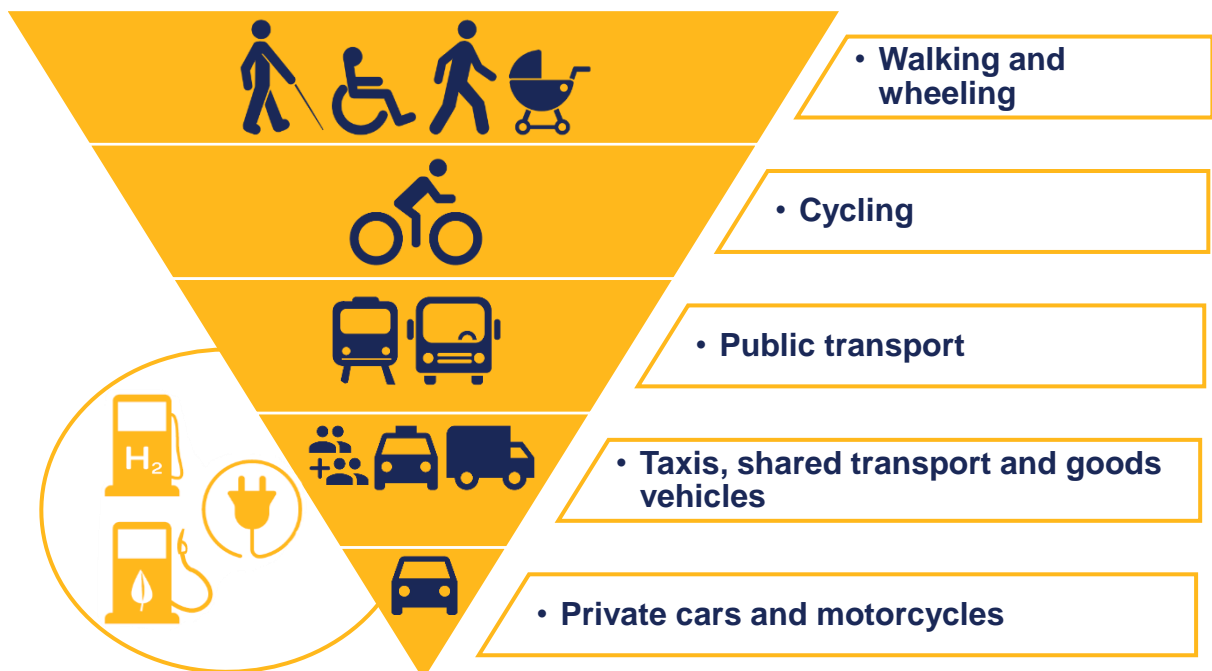 • Walking and
wheeling
• Cycling
• Public transport
• Taxis, shared transport and goods
vehicles
• Private cars and motorcycles
H₂